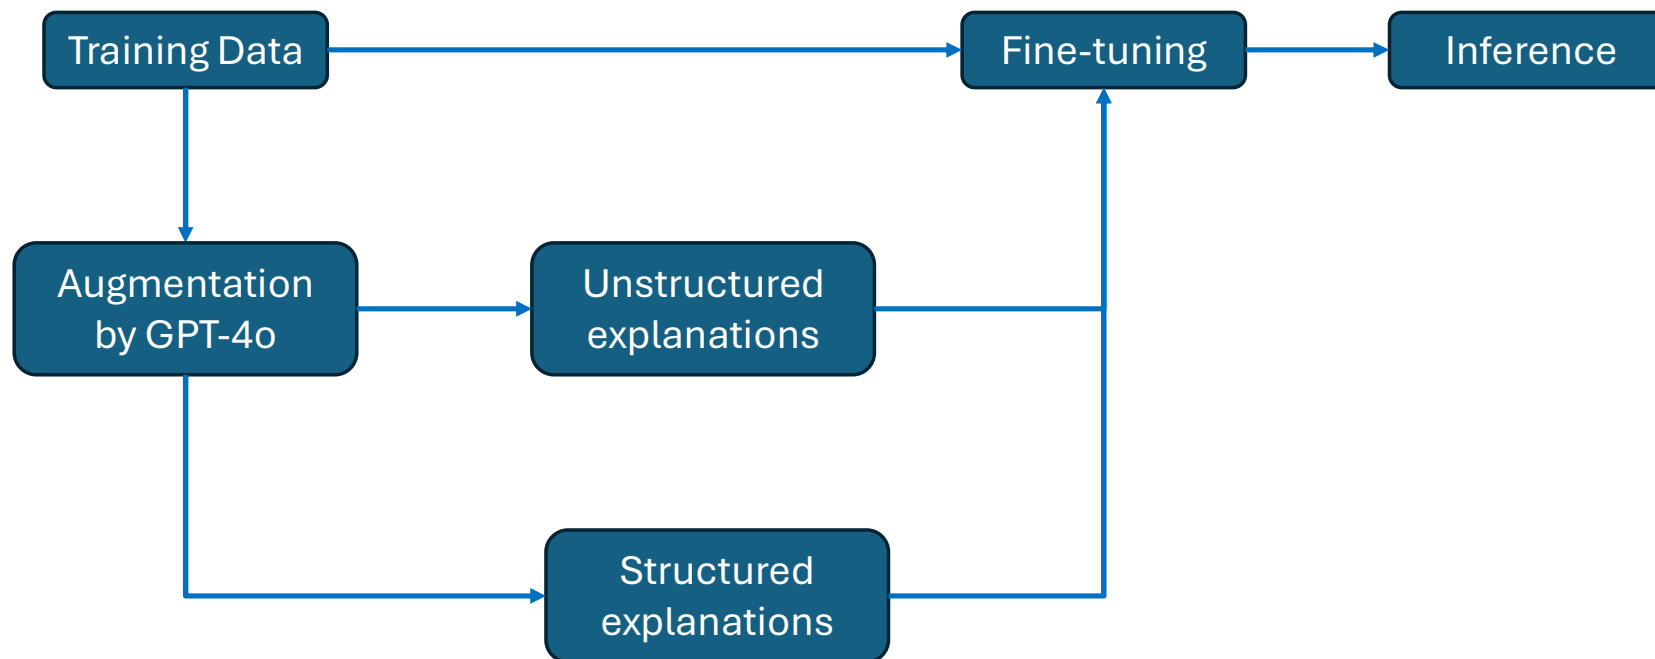 Training Data
Fine-tuning
Inference
Augmentation
by GPT-4o
Unstructured
explanations
Structured
explanations